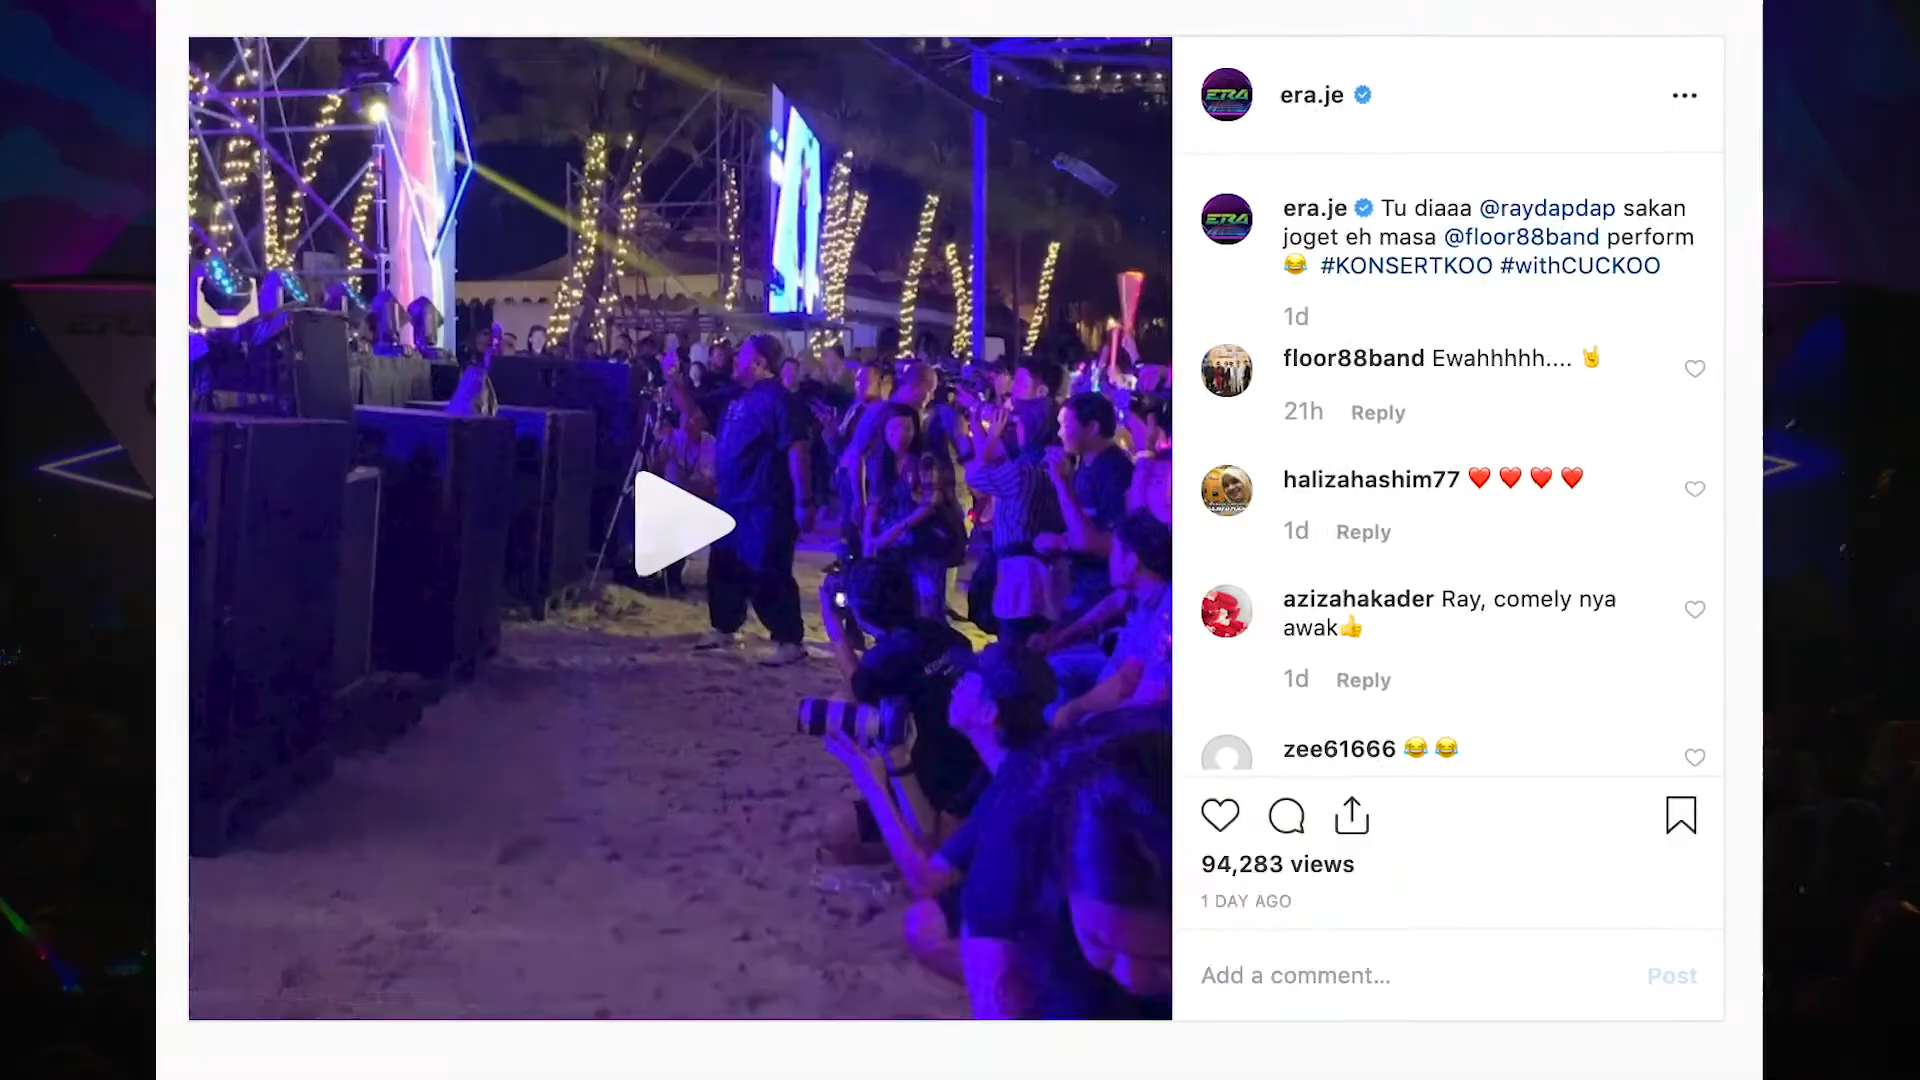 ERA
era.je
ERA
era.je Tu diaaa @raydapdap sakan
joget eh masa @floor88band perform
😂 #KONSERTKOO #withCUCKOO
1d
floor88band Ewahhhhh.... 🤘
21h Reply
halizahashim77 ❤️ ❤️ ❤️ ❤️
1d Reply
azizahakader Ray, comely nya
awak👍
1d Reply
zee61666 😂 😂
94,283 views
1 DAY AGO
Add a comment...
Post